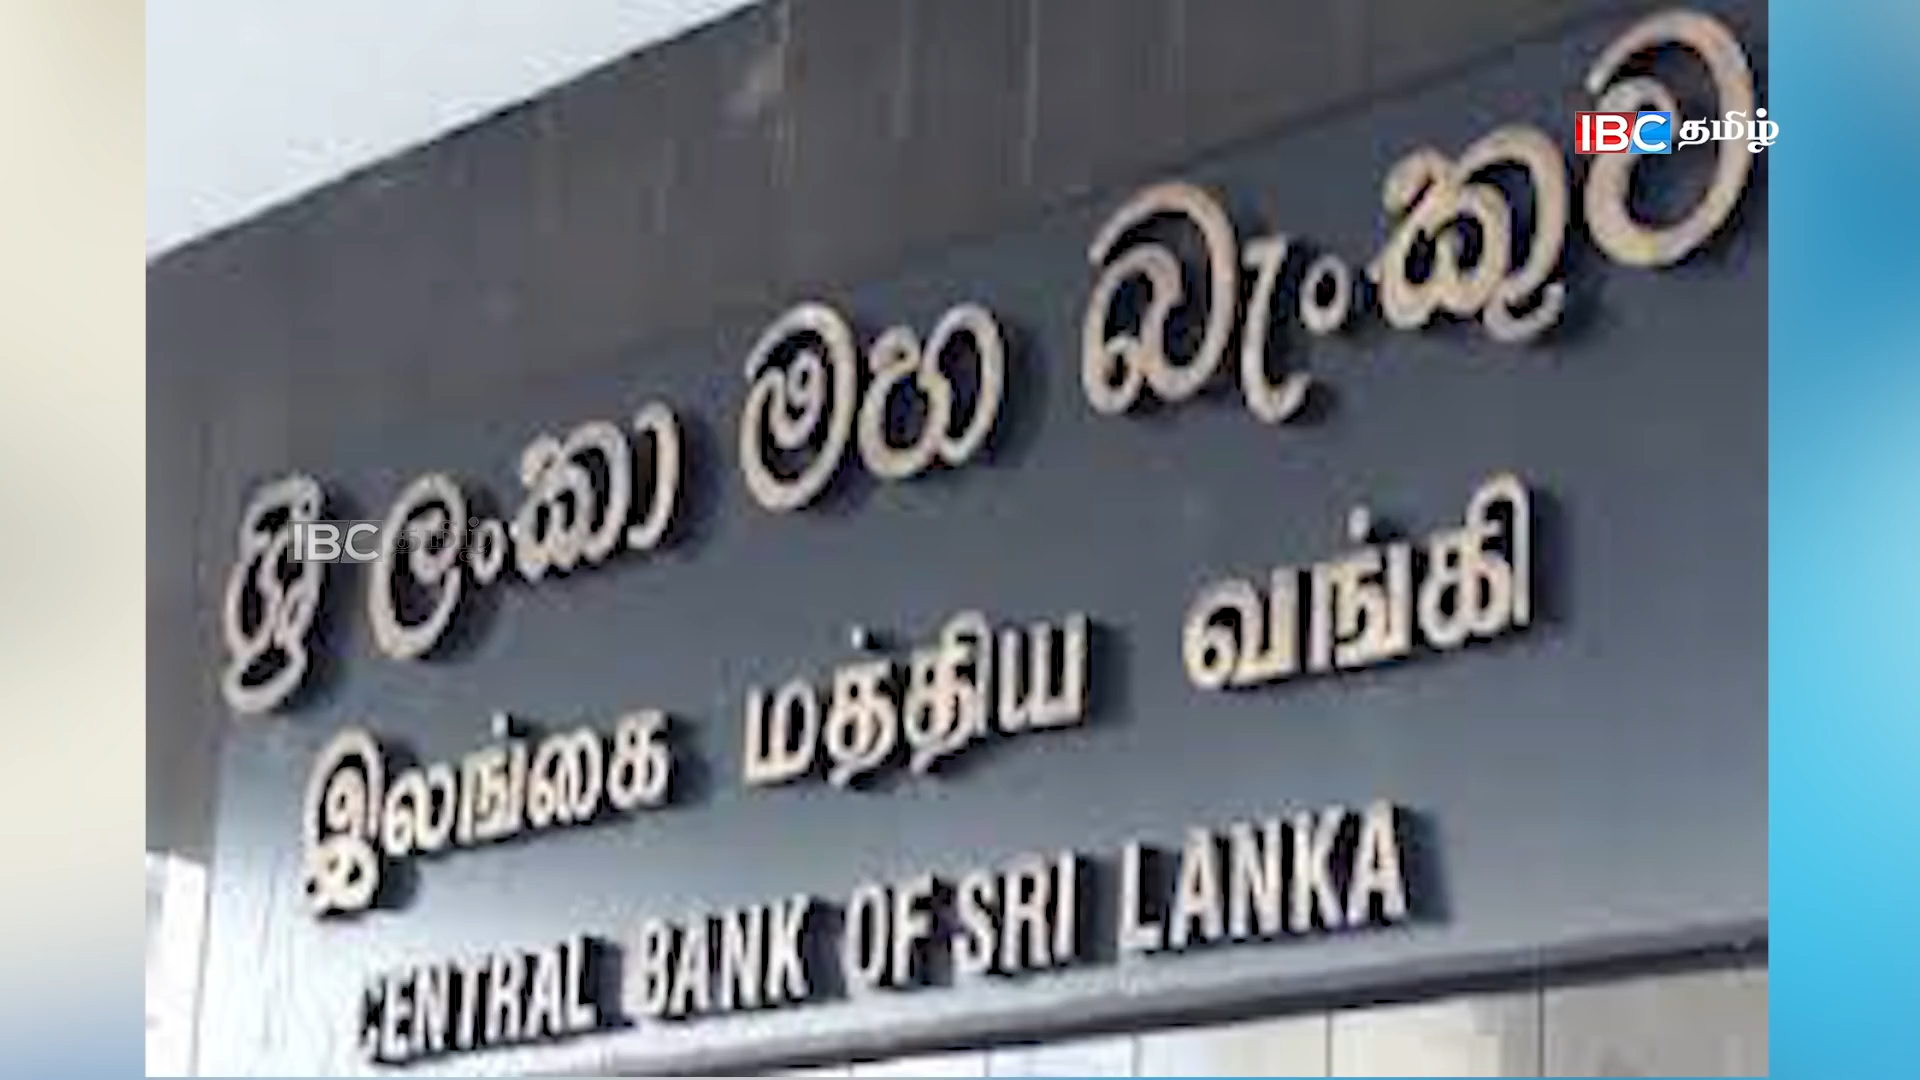 IBC தமிழ்
ශ්‍රී ලංකා මහ බැංකුව
IBC தமிழ்
இலங்கை மத்திய வங்கி
CENTRAL BANK OF SRI LANKA